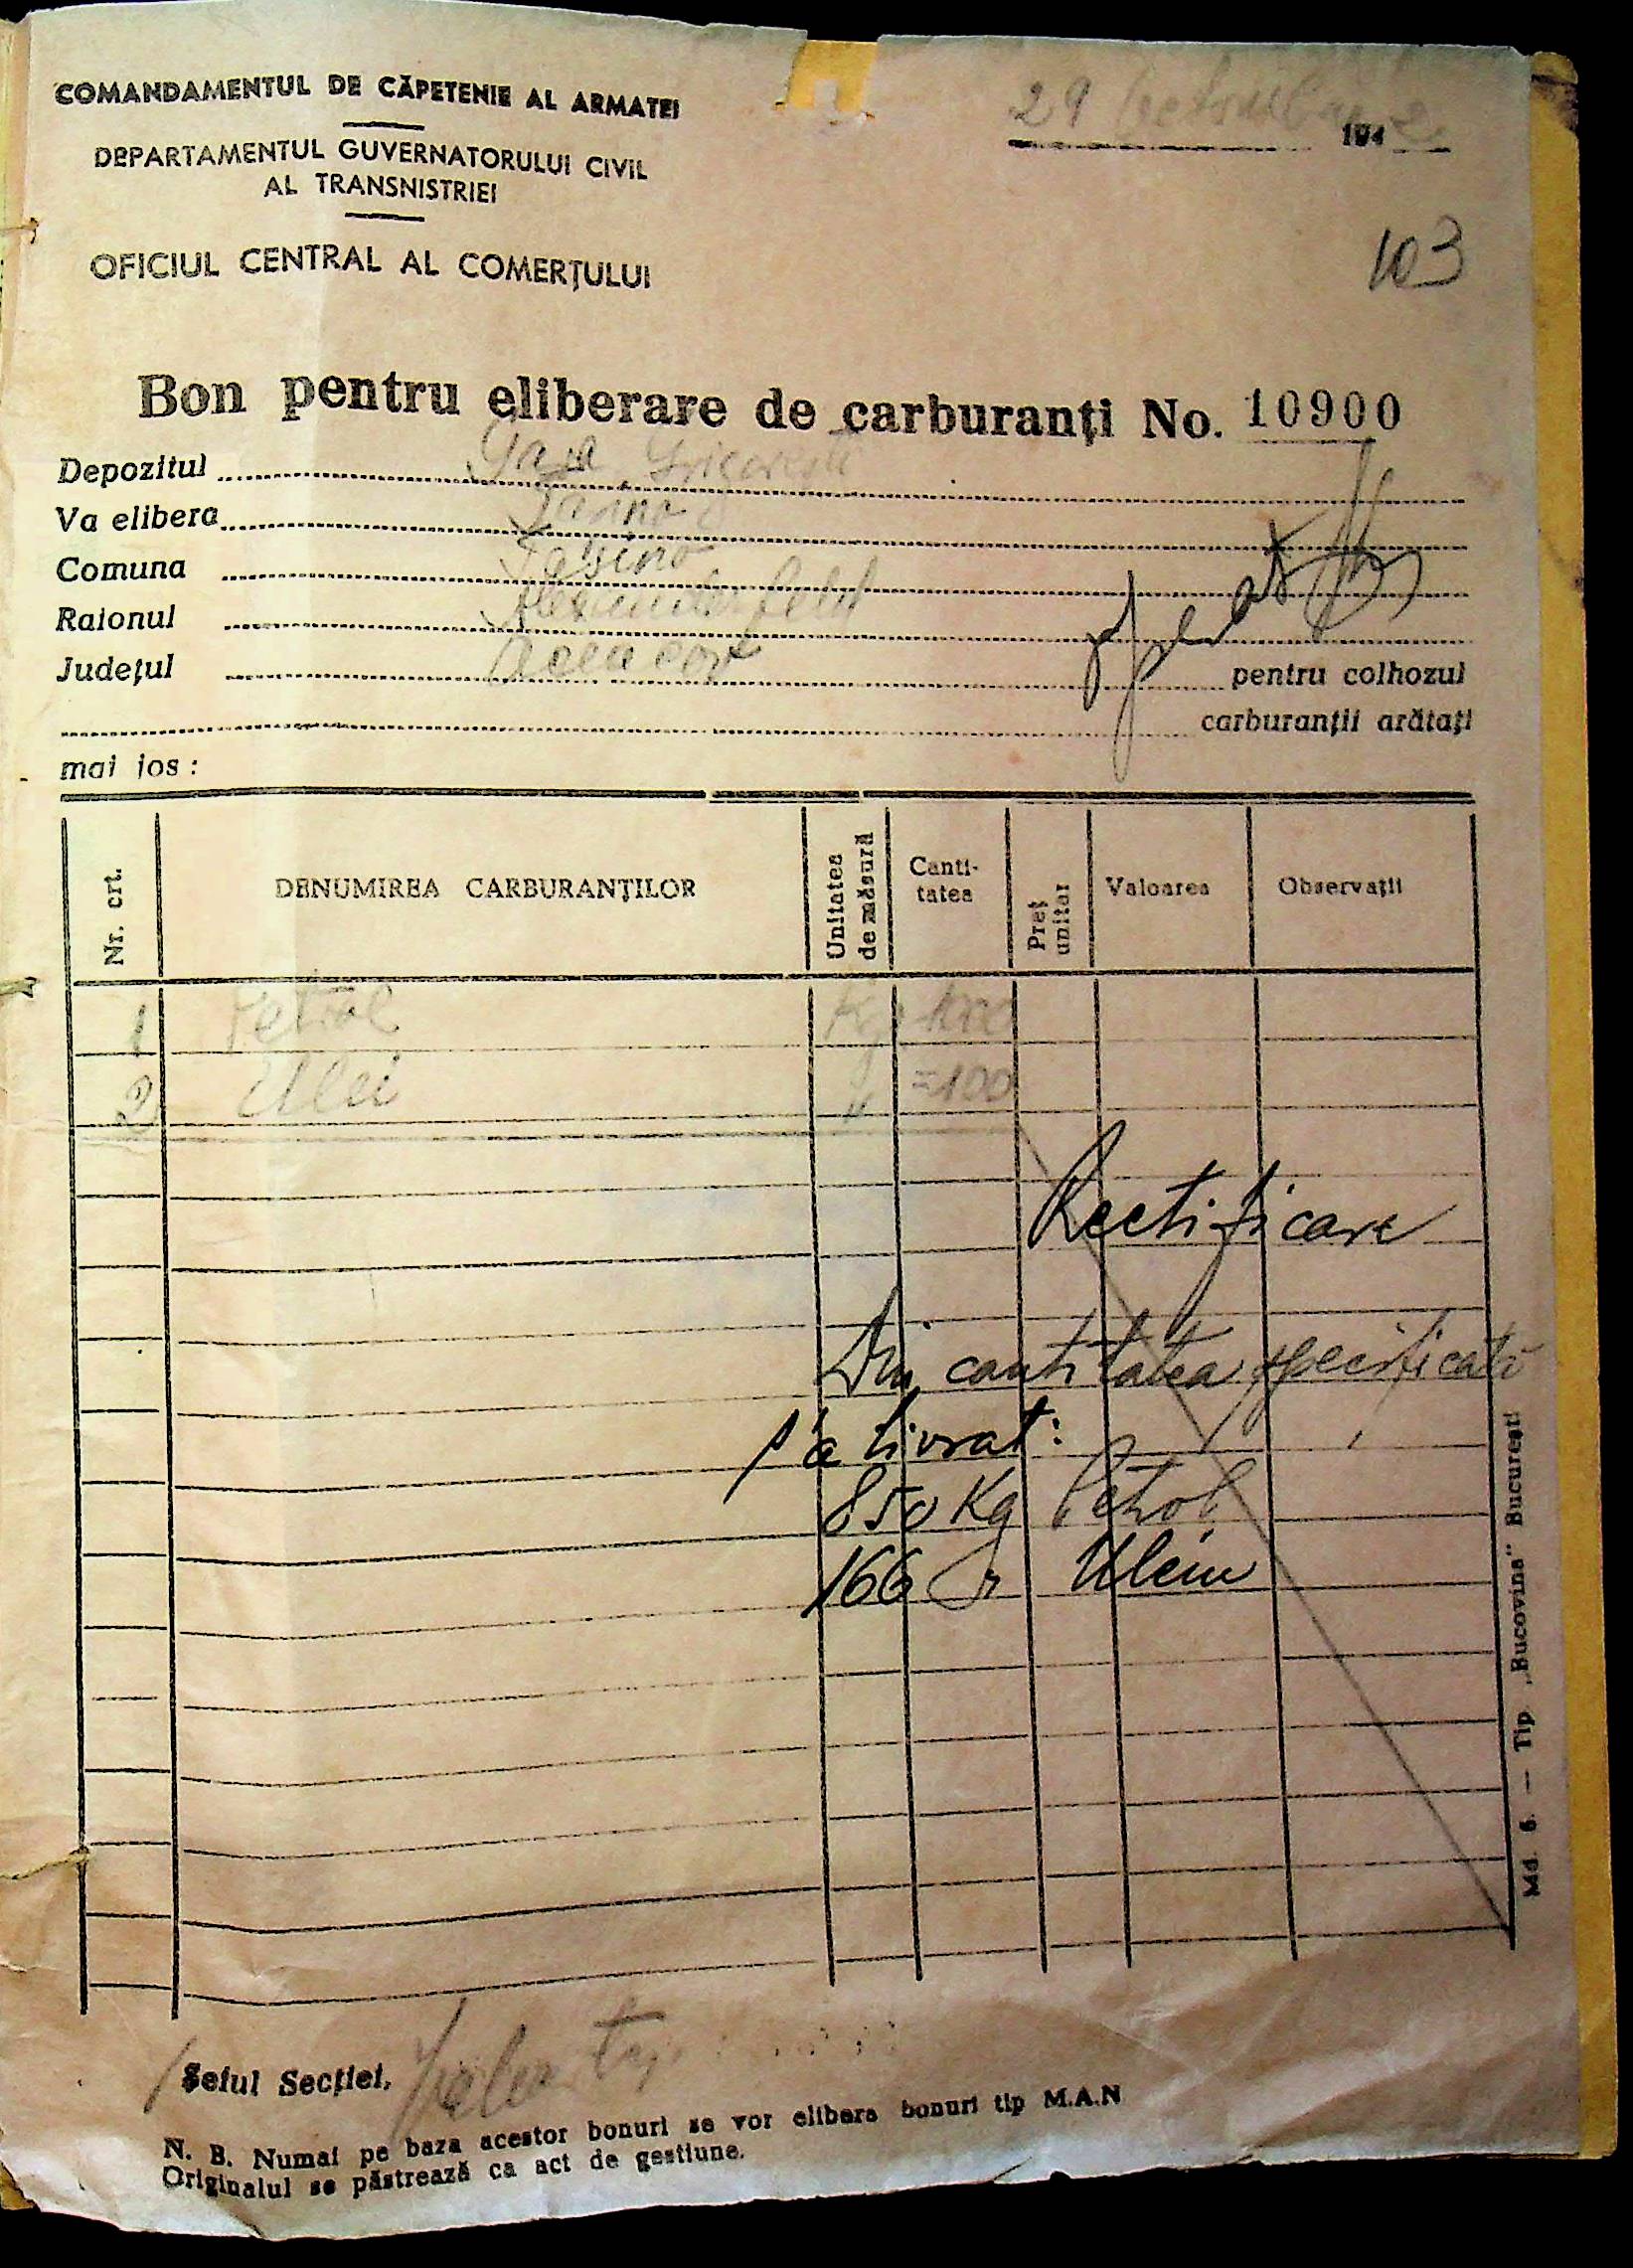 COMANDAMENTUL DE CĂPETENIE AL ARMATEI
DEPARTAMENTUL GUVERNATORULUI CIVIL
AL TRANSNISTRIEI
OFICIUL CENTRAL AL COMERȚULUI
29 194 2
103
Bon pentru eliberare de carburanți No. 10900
Depozitul Gara
Va elibera
Comuna
Raionul
Județul pentru colhozul
carburanții arătați
mai jos :
Nr. crt. DENUMIREA CARBURANȚILOR Unitatea de măsură Canti-tatea Preț unitar Valoarea Observații
1 Petrol Kg
2 Ulei " =100
Rectificare
Din cantitatea specificată
s'a livrat:
850 Kg Petrol
166 Uleiu
Șeful Secției,
N. B. Numai pe baza acestor bonuri se vor elibera bonuri tip M.A.N
Originalul se păstrează ca act de gestiune.
Md. 6. — Tip. „Bucovina" București